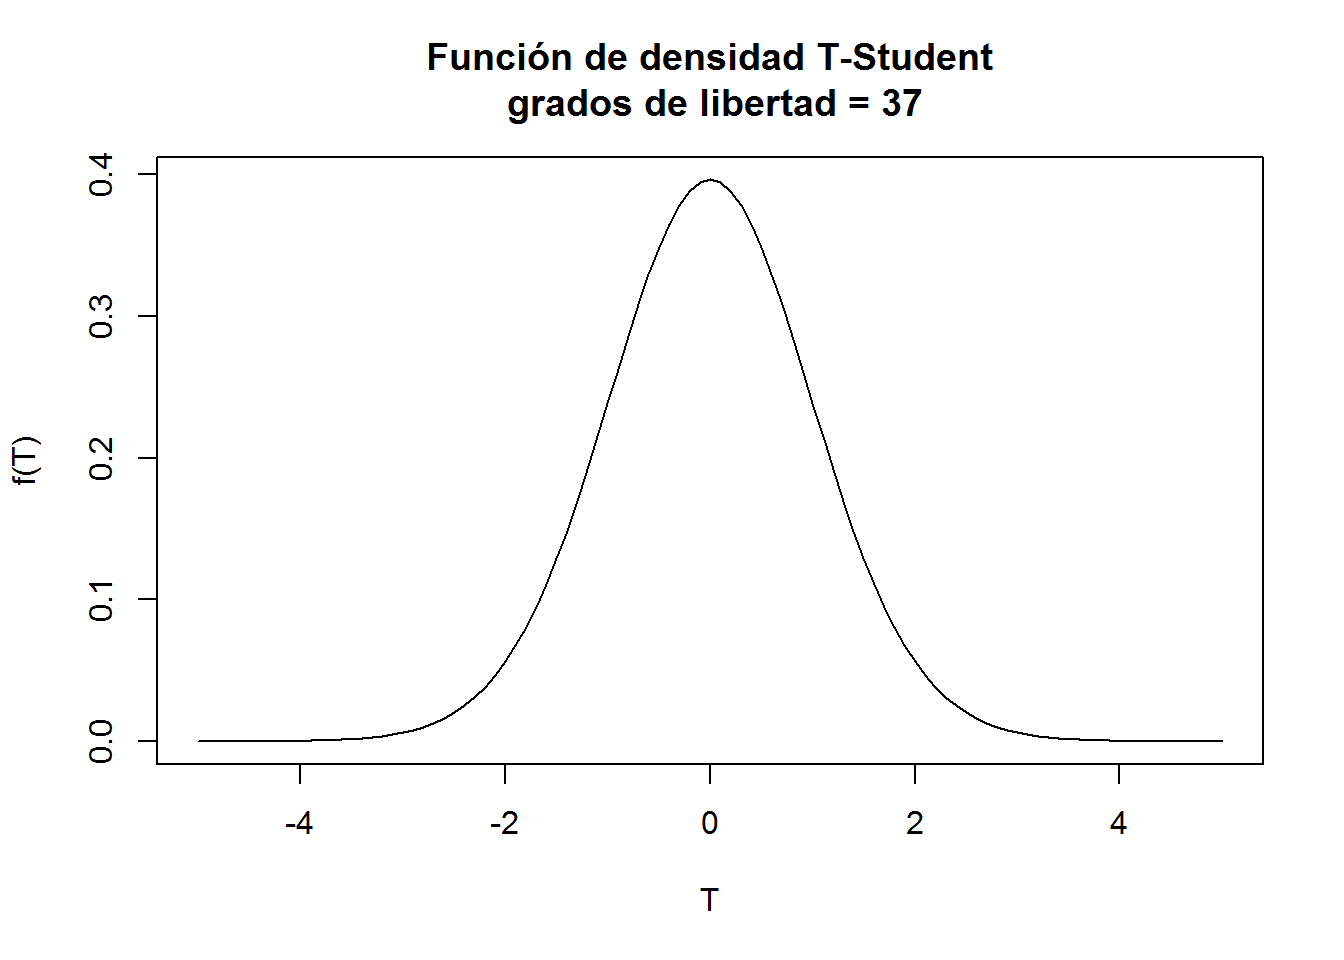 Función de densidad T-Student
grados de libertad = 37
f(T)
0.4
0.3
0.2
0.1
0.0
-4
-2
0
2
4
T